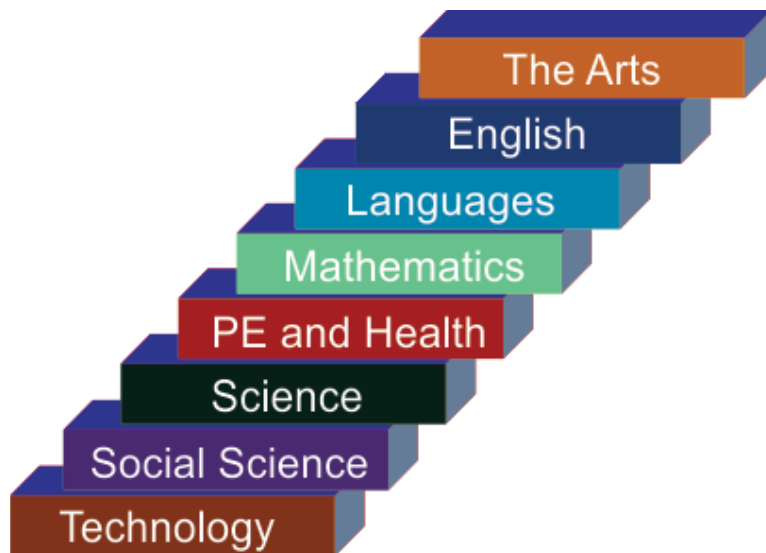 The Arts
English
Languages
Mathematics
PE and Health
Science
Social Science
Technology